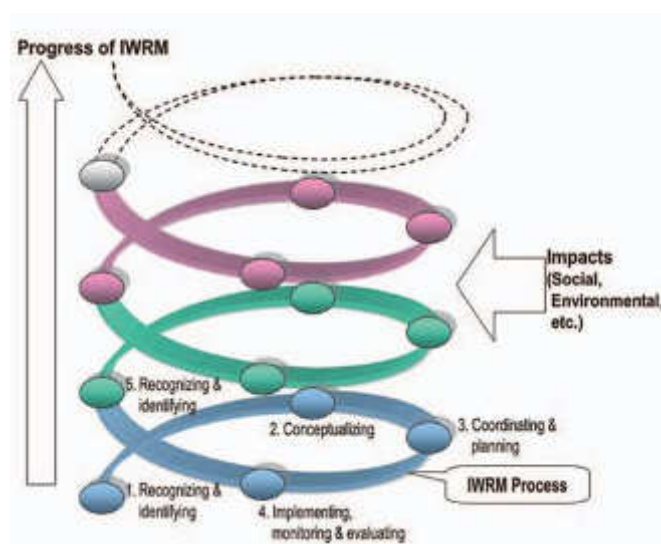 Progress of IWRM
Impacts
(Social,
Environmental,
etc.)
5. Recognizing &
identifying
2. Conceptualizing
3. Coordinating &
planning
1. Recognizing &
identifying
IWRM Process
4. Implementing,
monitoring & evaluating